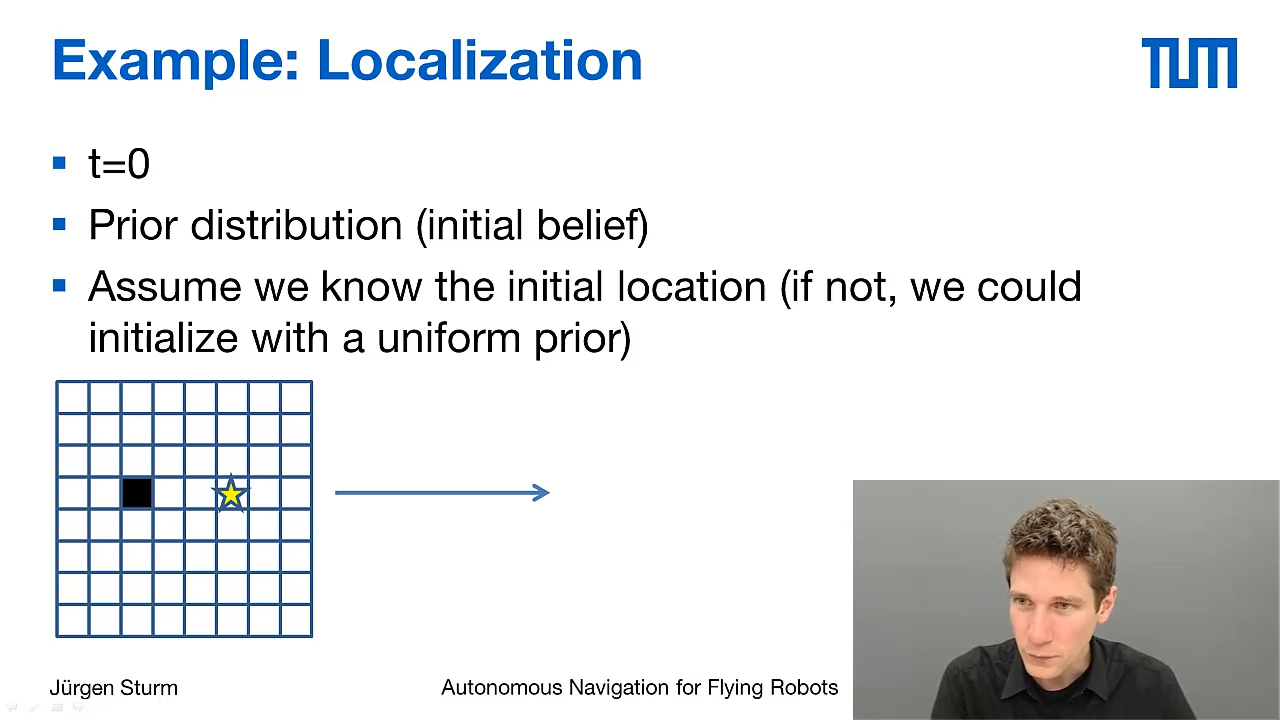 Example: Localization
TUM
t=0
Prior distribution (initial belief)
Assume we know the initial location (if not, we could
initialize with a uniform prior)
Jürgen Sturm
Autonomous Navigation for Flying Robots